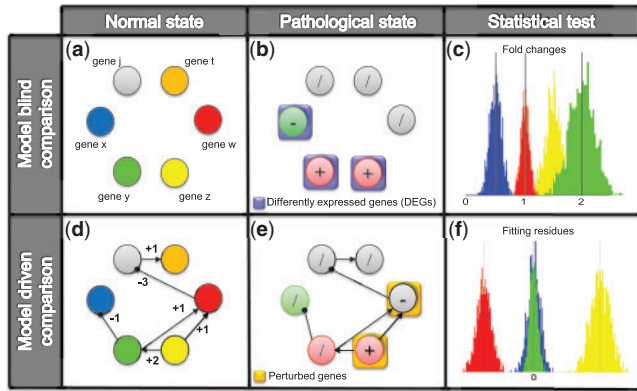 Normal state
Pathological state
Statistical test
Model blind
comparison
(a)
gene j
gene t
gene x
gene w
gene y
gene z
(b)
/
/
/
-
+
+
Differently expressed genes (DEGs)
(c)
Fold changes
0
1
2
Model driven
comparison
(d)
+1
-3
+1
-1
+1
+2
(e)
/
/
/
-
/
+
Perturbed genes
(f)
Fitting residues
0